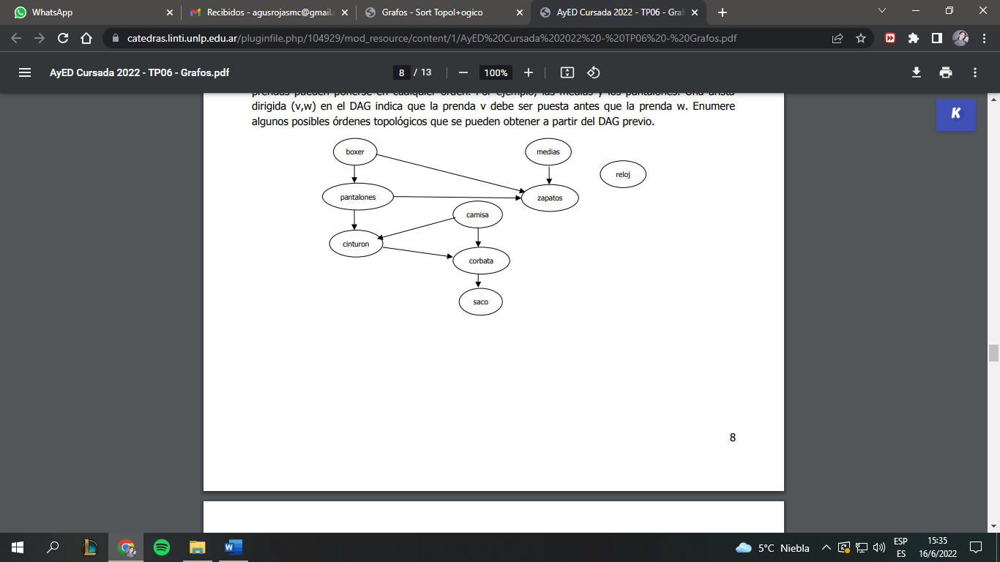 WhatsApp
Recibidos - agusrojasmc@gmail.c
Grafos - Sort Topol+ogico
AyED Cursada 2022 - TP06 - Graf
catedras.linti.unlp.edu.ar/pluginfile.php/104929/mod_resource/content/1/AyED%20Cursada%202022%20-%20TP06%20-%20Grafos.pdf
AyED Cursada 2022 - TP06 - Grafos.pdf
8 / 13
100%
prendas pueden ponerse en cualquier orden. Por ejemplo, las medias y los pantalones. Una arista
dirigida (v,w) en el DAG indica que la prenda v debe ser puesta antes que la prenda w. Enumere
algunos posibles órdenes topológicos que se pueden obtener a partir del DAG previo.
K
boxer
medias
reloj
pantalones
zapatos
camisa
cinturon
corbata
saco
8
5°C Niebla
ESP
ES
15:35
16/6/2022